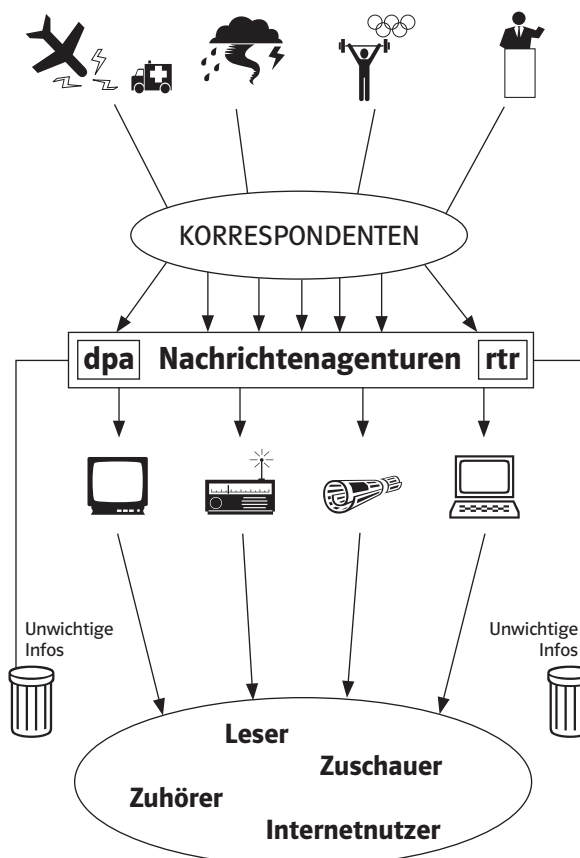 KORRESPONDENTEN
dpa Nachrichtenagenturen rtr
Unwichtige
Infos
Unwichtige
Infos
Leser
Zuschauer
Zuhörer
Internetnutzer